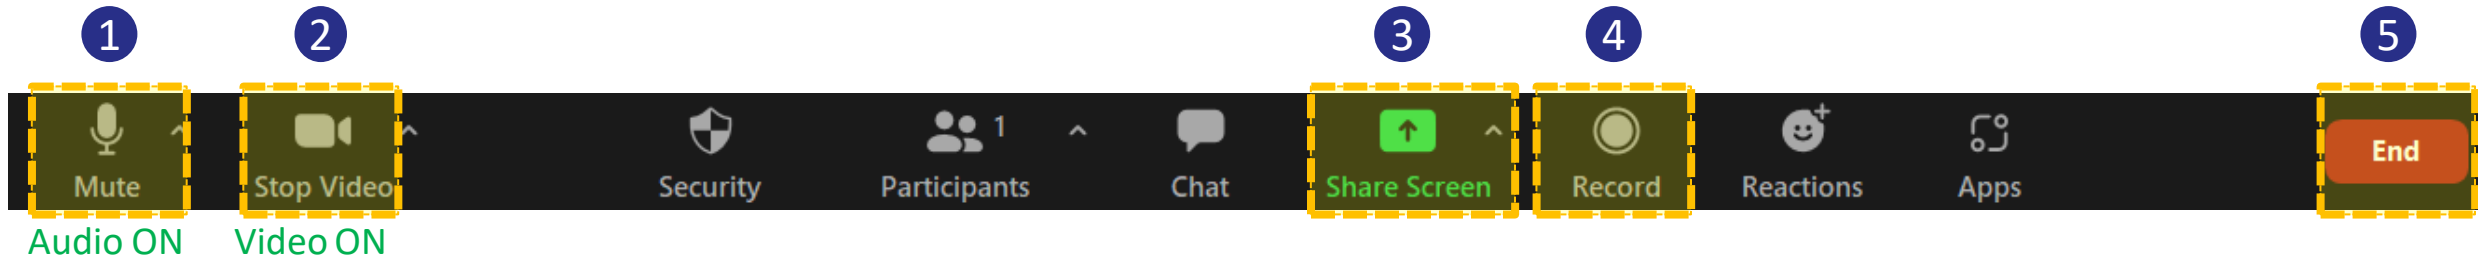 1 2 3 4 5
1
End
Mute Stop Video Security Participants Chat Share Screen Record Reactions Apps
Audio ON Video ON